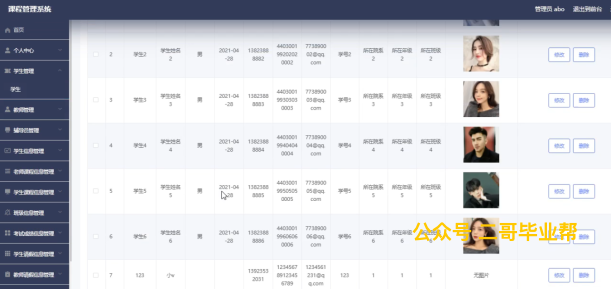 课程管理系统
管理员 abo 退出到前台
首页
个人中心
学生管理
学生
教师管理
辅导员管理
学生信息管理
老师课程信息管理
学生课程信息管理
班级信息管理
考试成绩信息管理
学生请假信息管理
教师请假信息管理
2 学生2 学生姓名2 男 2021-04-28 13823888882 440300199202020002 773890002@qq.com 学号2 所在院系2 所在年级2 所在班级2 修改 删除
3 学生3 学生姓名3 男 2021-04-28 13823888883 440300199303030003 773890003@qq.com 学号3 所在院系3 所在年级3 所在班级3 修改 删除
4 学生4 学生姓名4 男 2021-04-28 13823888884 440300199404040004 773890004@qq.com 学号4 所在院系4 所在年级4 所在班级4 修改 删除
5 学生5 学生姓名5 男 2021-04-28 13823888885 440300199505050005 773890005@qq.com 学号5 所在院系5 所在年级5 所在班级5 修改 删除
6 学生6 学生姓名6 男 2021-04-28 13823888886 440300199606060006 773890006@qq.com 学号6 所在院系6 所在年级6 所在班级6 删除
公众号 二哥毕业帮
7 123 小w 13925352031 123456789123456789 1234561231@qq.com 123 1 1 1 无图片 修改 删除